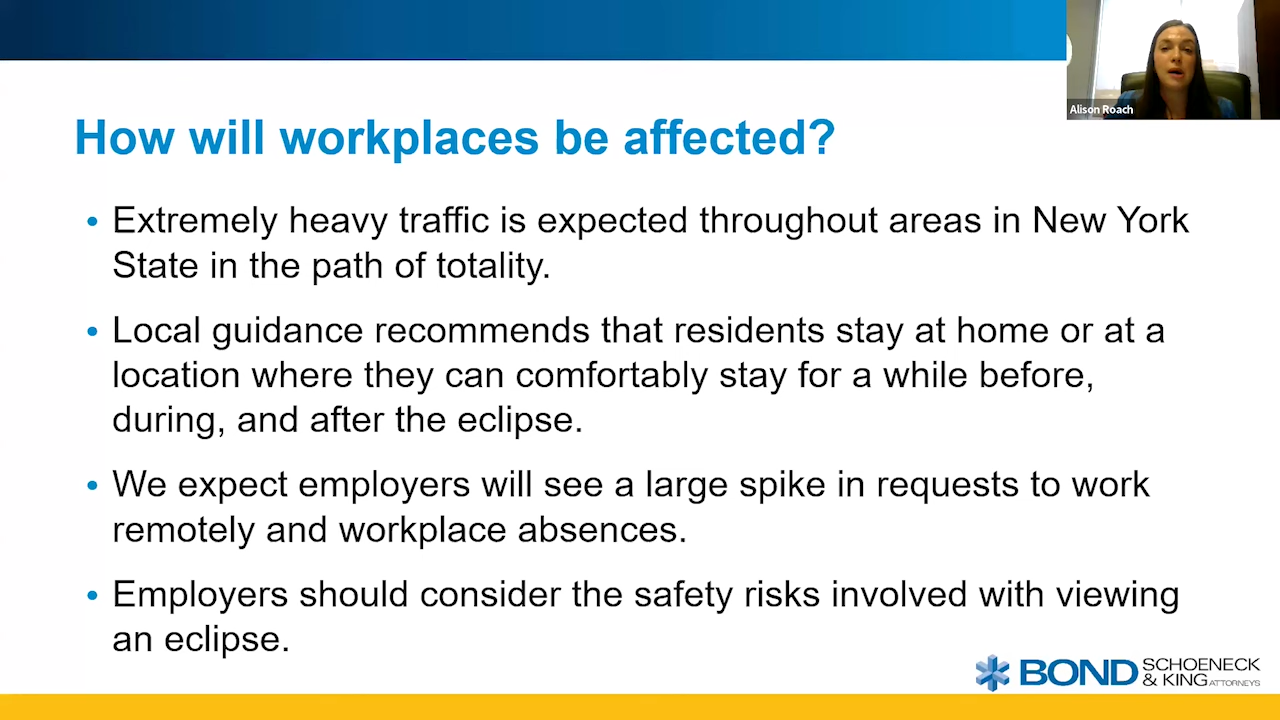 Alison Roach
How will workplaces be affected?
• Extremely heavy traffic is expected throughout areas in New York
State in the path of totality.
• Local guidance recommends that residents stay at home or at a
location where they can comfortably stay for a while before,
during, and after the eclipse.
• We expect employers will see a large spike in requests to work
remotely and workplace absences.
• Employers should consider the safety risks involved with viewing
an eclipse.
BOND SCHOENECK
& KING ATTORNEYS